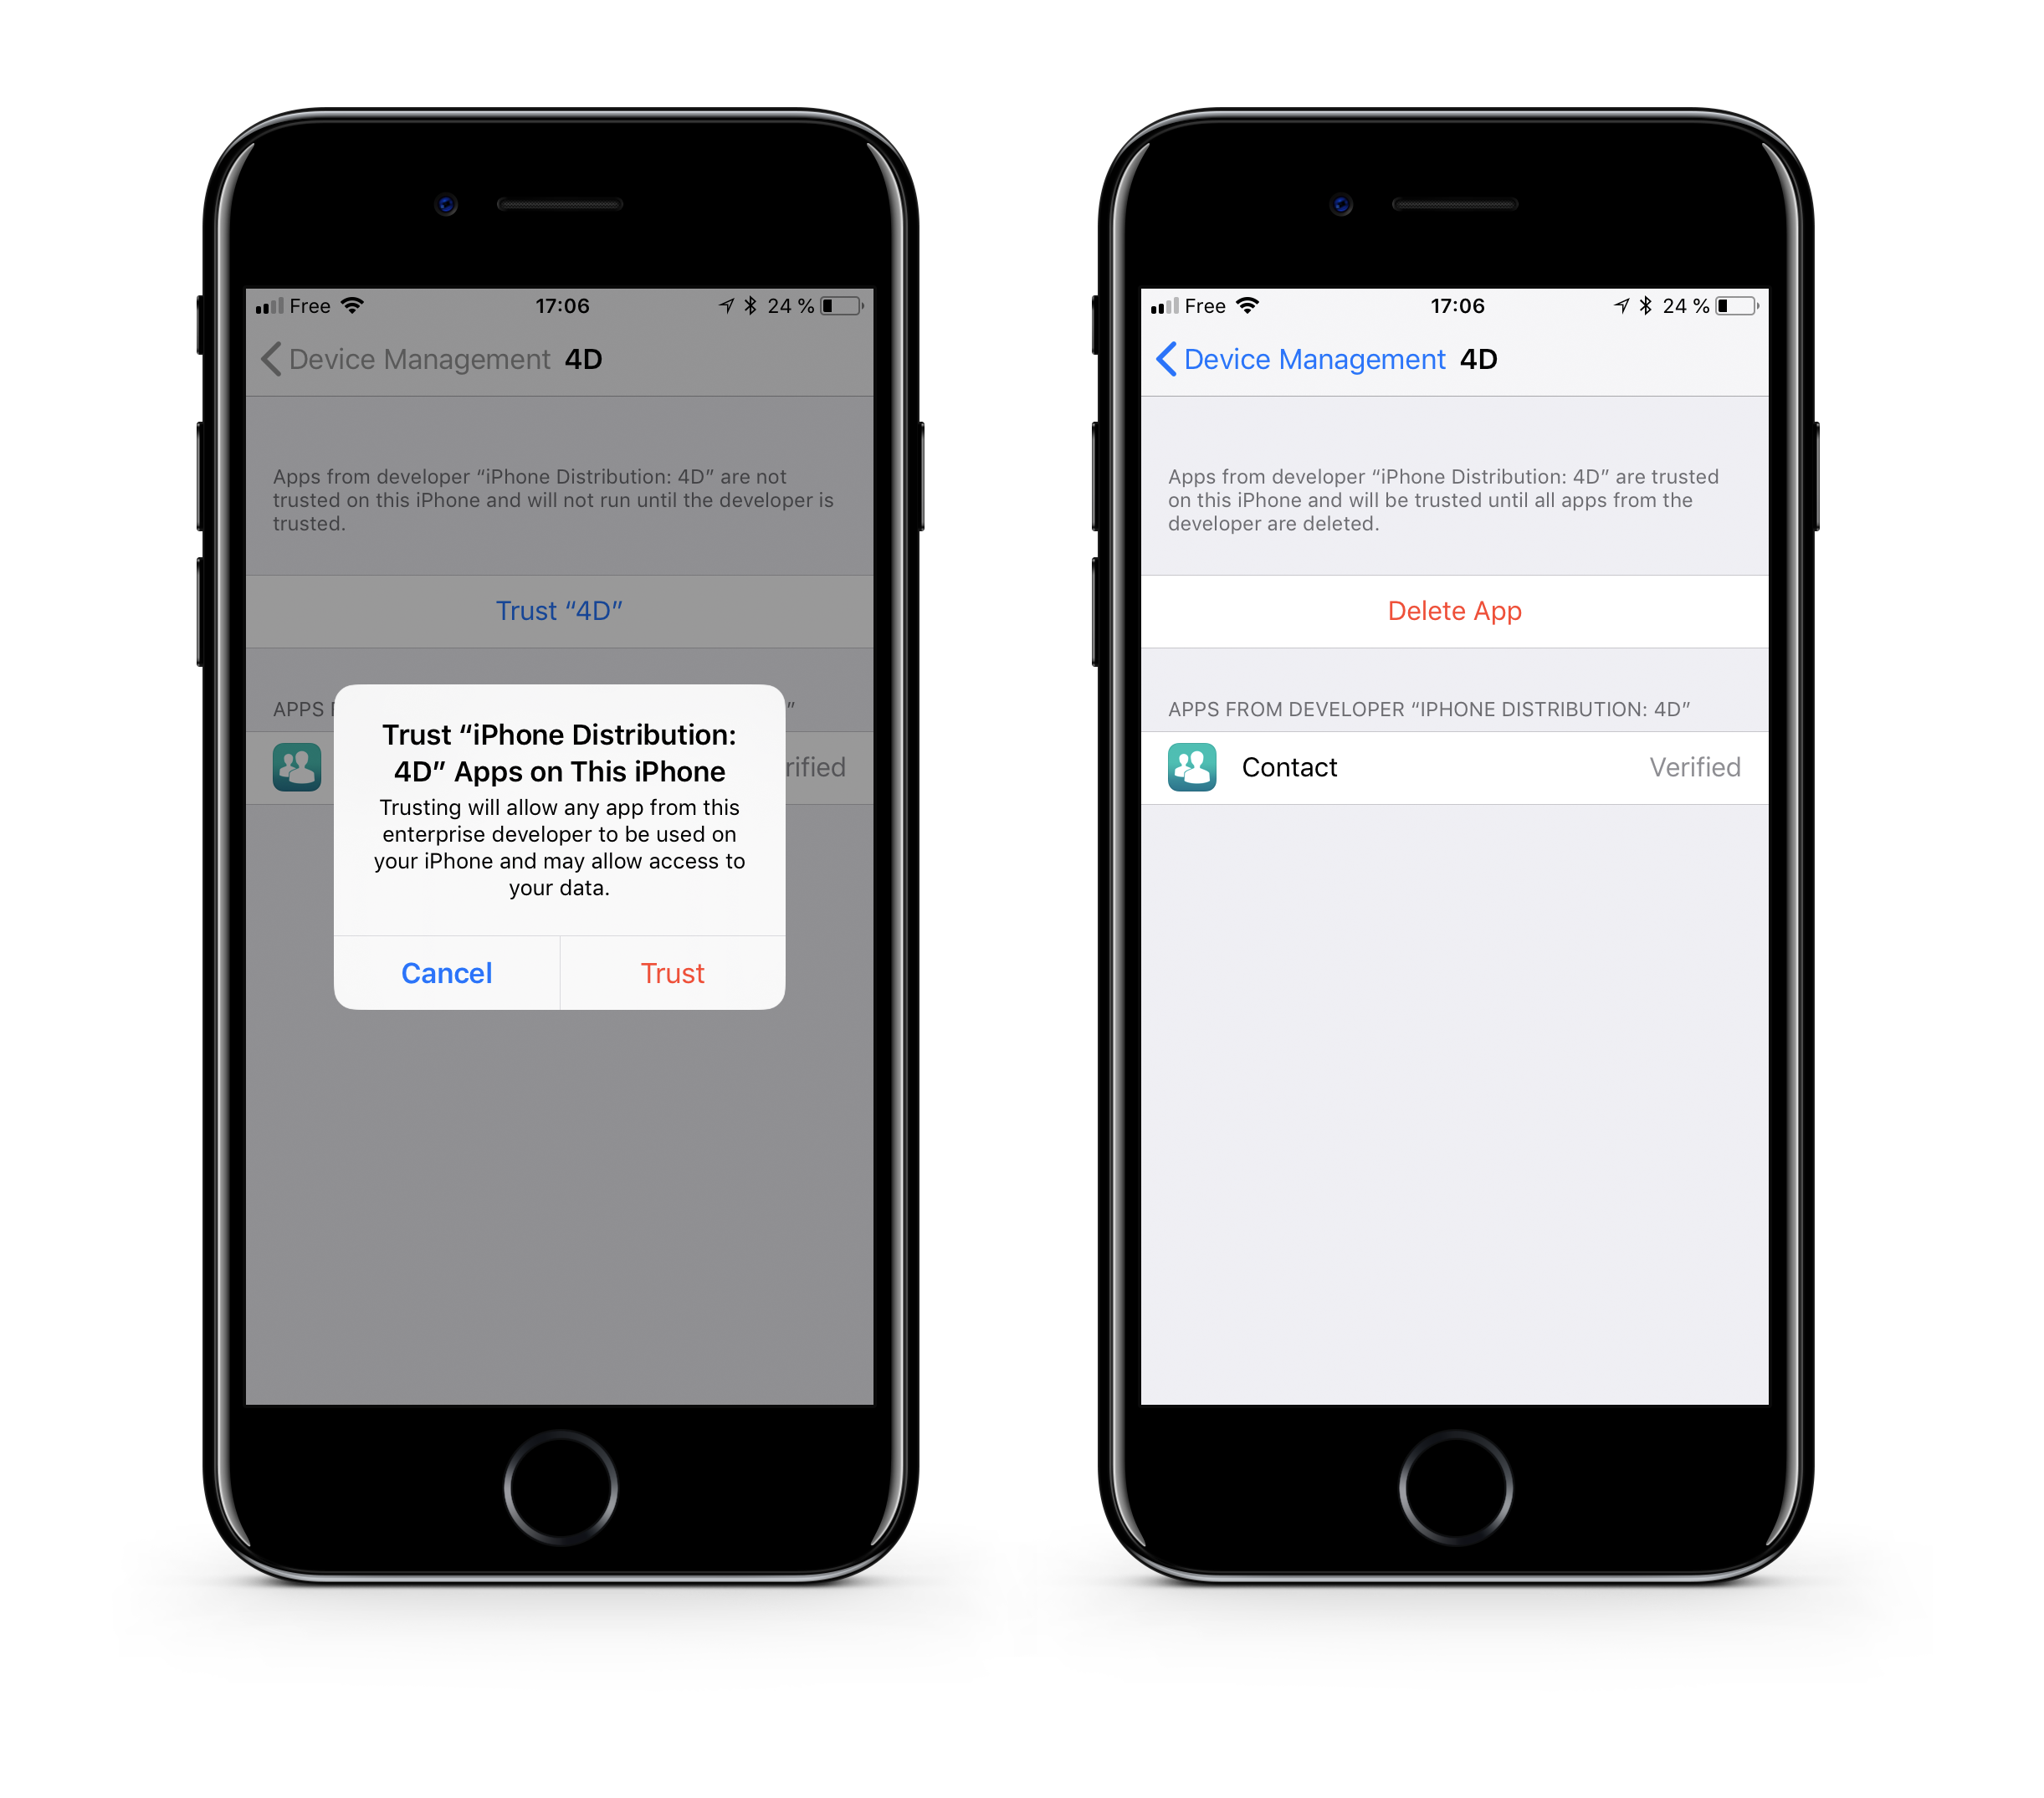 Free 17:06 24 %
Device Management 4D
Apps from developer “iPhone Distribution: 4D” are not
trusted on this iPhone and will not run until the developer is
trusted.
Trust “4D”
APPS
Trust “iPhone Distribution:
4D” Apps on This iPhone
Trusting will allow any app from this
enterprise developer to be used on
your iPhone and may allow access to
your data.
Cancel Trust
Free 17:06 24 %
Device Management 4D
Apps from developer “iPhone Distribution: 4D” are trusted
on this iPhone and will be trusted until all apps from the
developer are deleted.
Delete App
APPS FROM DEVELOPER “IPHONE DISTRIBUTION: 4D”
Contact Verified